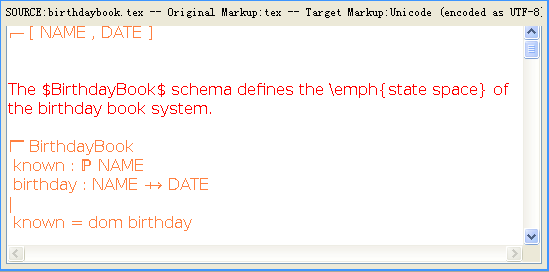 SOURCE:birthdaybook.tex -- Original Markup:tex -- Target Markup:Unicode (encoded as UTF-8)
┌─ [ NAME , DATE ]
The $BirthdayBook$ schema defines the \emph{state space} of
the birthday book system.
┌ BirthdayBook
known : ℙ NAME
birthday : NAME ⇸ DATE
|
known = dom birthday